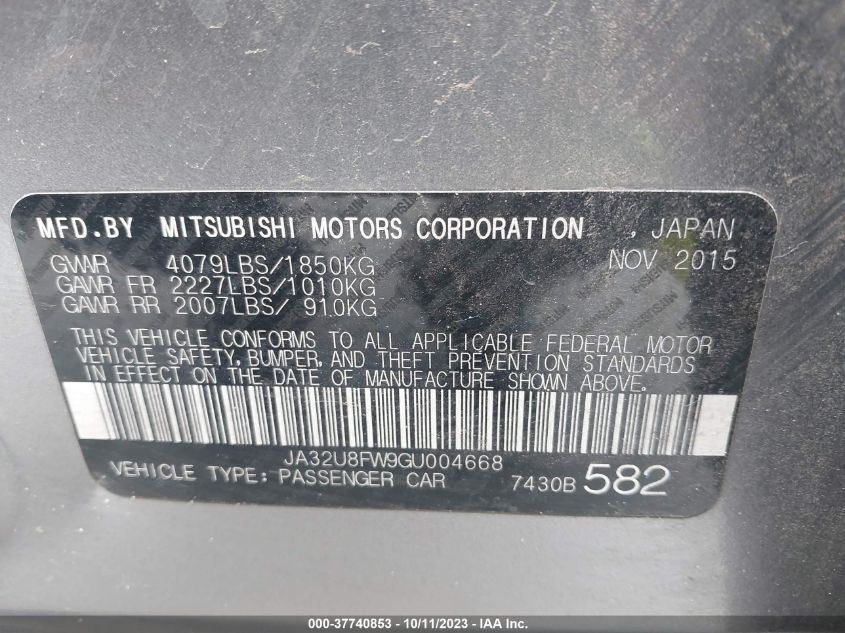 MFD.BY MITSUBISHI MOTORS CORPORATION , JAPAN
GVWR 4079LBS/1850KG NOV 2015
GAWR FR 2227LBS/1010KG
GAWR RR 2007LBS/ 910KG
THIS VEHICLE CONFORMS TO ALL APPLICABLE FEDERAL MOTOR
VEHICLE SAFETY, BUMPER, AND THEFT PREVENTION STANDARDS
IN EFFECT ON THE DATE OF MANUFACTURE SHOWN ABOVE.
JA32U8FW9GU004668
VEHICLE TYPE: PASSENGER CAR 7430B 582
000-37740853 - 10/11/2023 - IAA Inc.